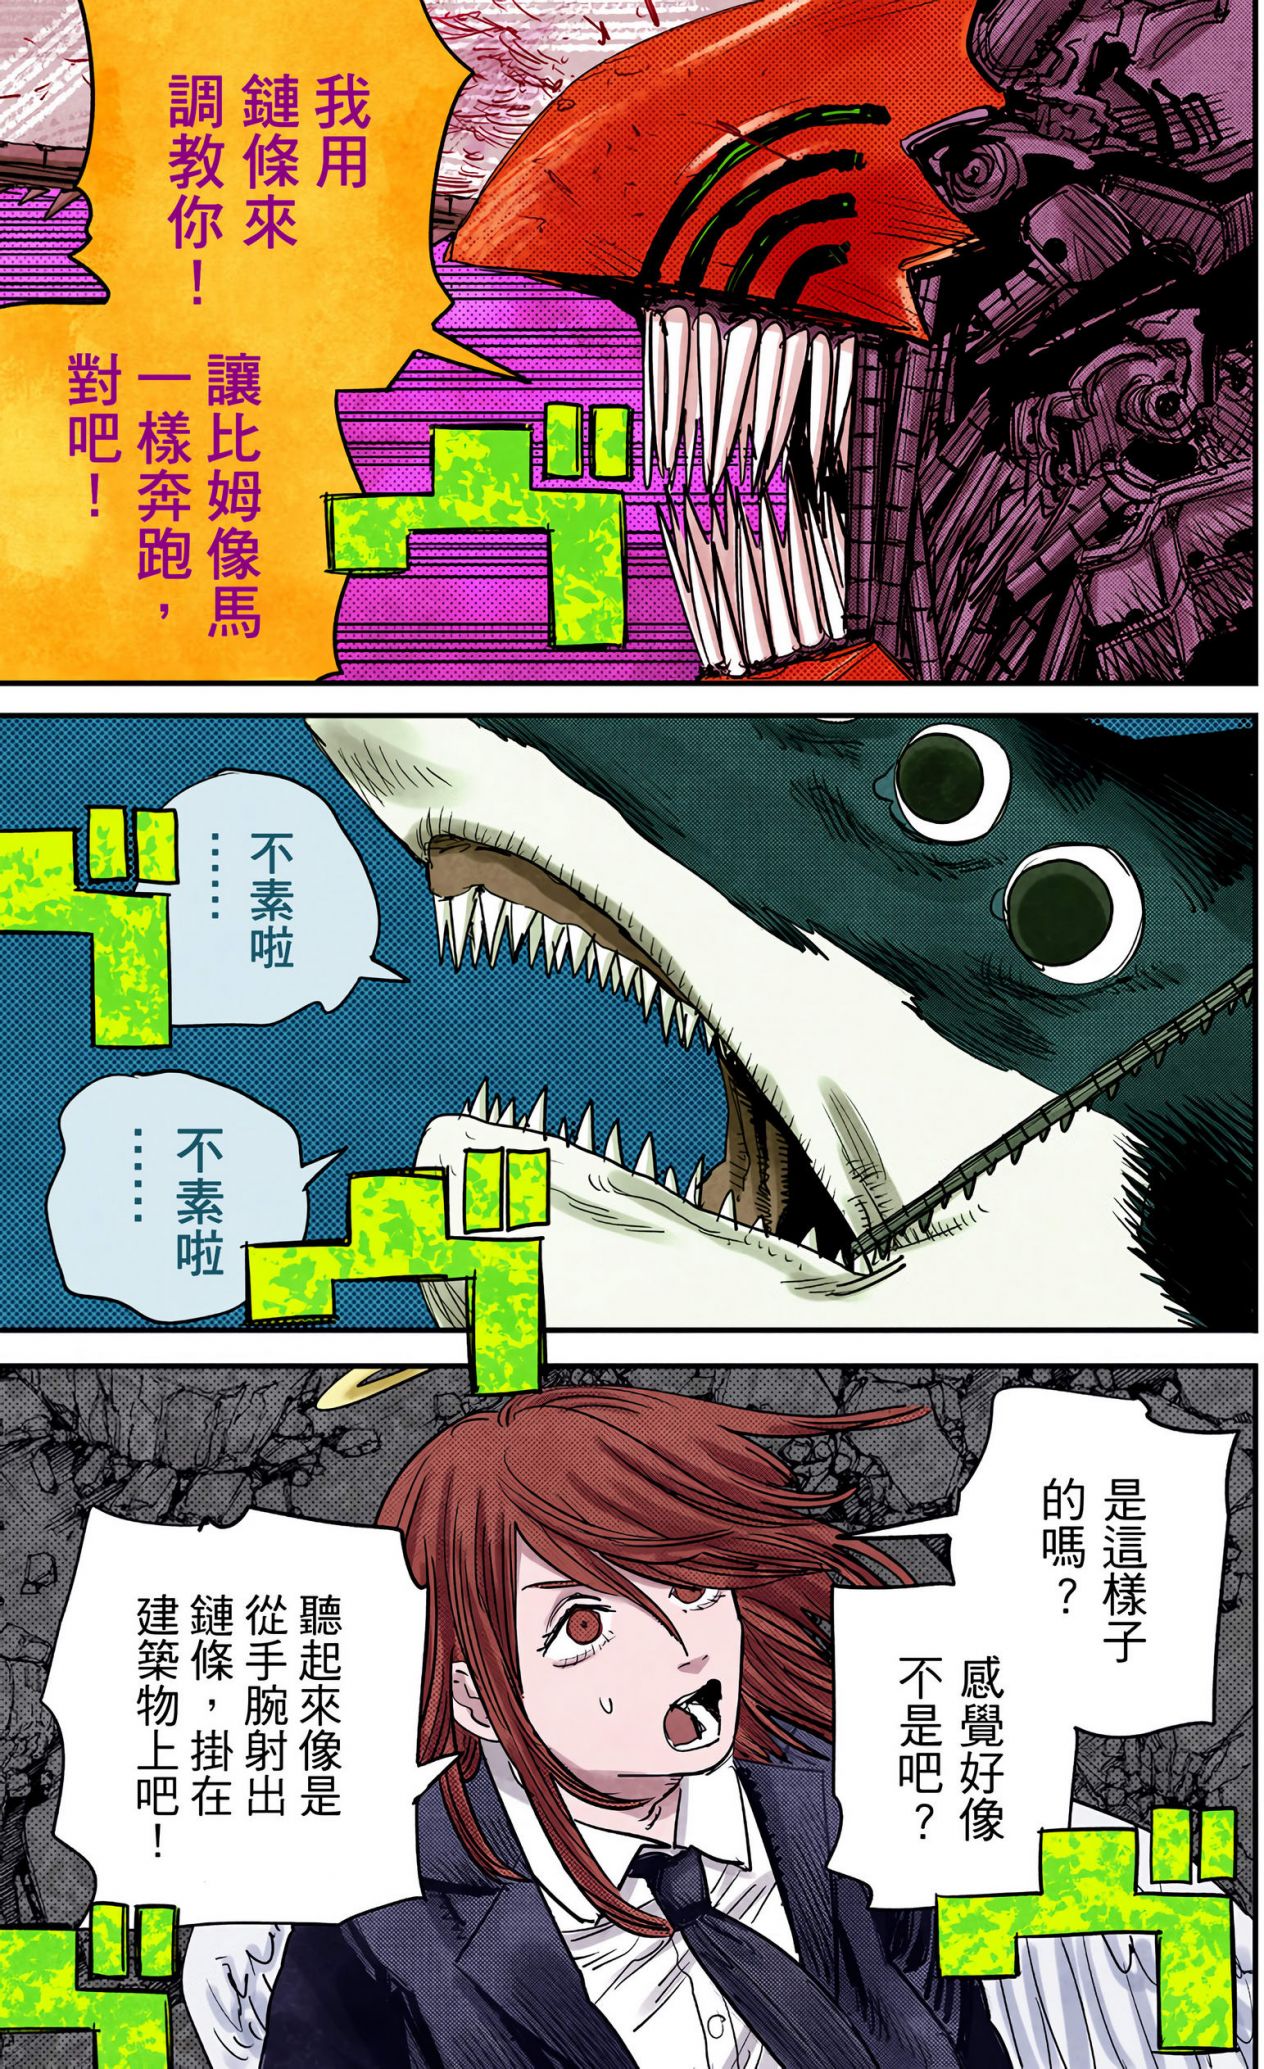 我用
鏈條來
調教你！
讓比姆像馬
一樣奔跑，
對吧！
ヴ
不素啦
……
ヴ
不素啦
……
ヴ
是這樣子
的嗎？
感覺好像
不是吧？
聽起來像是
從手腕射出
鏈條，掛在
建築物上吧！
ヴ
ヴ